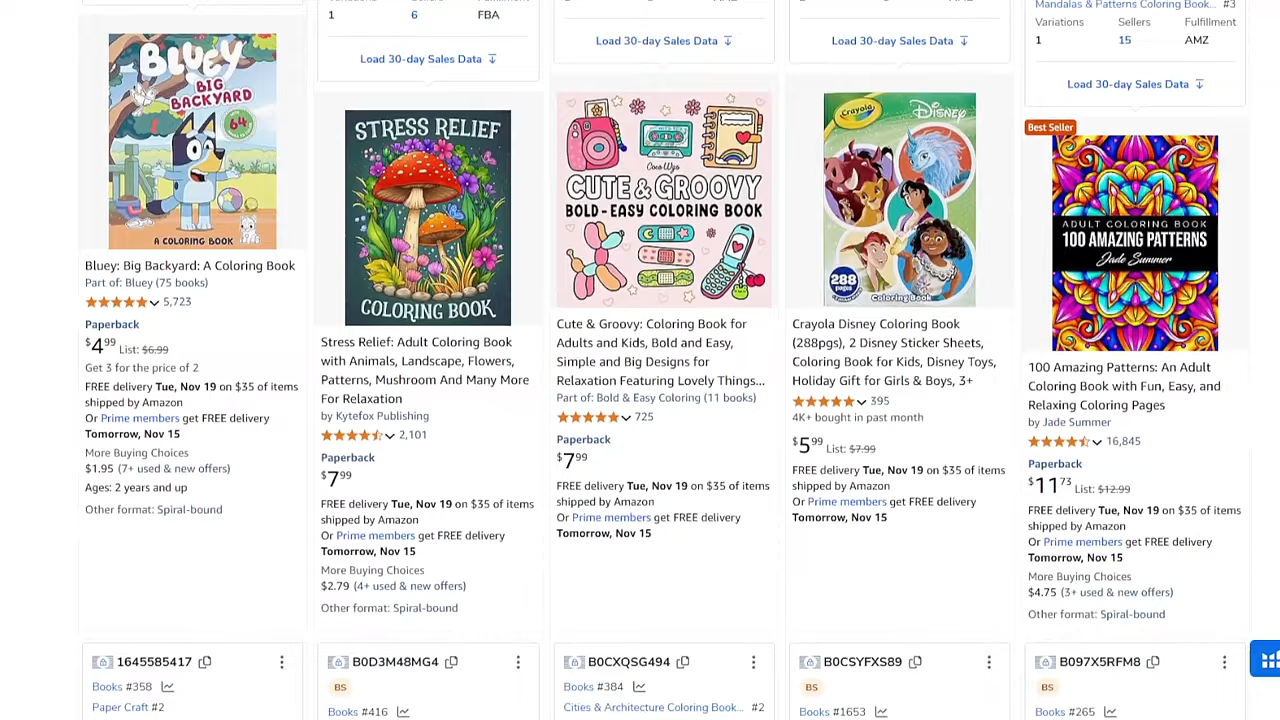 1
6
FBA
Load 30-day Sales Data
Load 30-day Sales Data
Load 30-day Sales Data
Mandalas & Patterns Coloring Book... #3
Variations
Sellers
Fulfillment
1
15
AMZ
Load 30-day Sales Data
BLUEY
BIG
BACKYARD
64
A COLORING BOOK
Bluey: Big Backyard: A Coloring Book
Part of: Bluey (75 books)
5,723
Paperback
$4.99 List: $6.99
Get 3 for the price of 2
FREE delivery Tue, Nov 19 on $35 of items
shipped by Amazon
Or Prime members get FREE delivery
Tomorrow, Nov 15
More Buying Choices
$1.95 (7+ used & new offers)
Ages: 2 years and up
Other format: Spiral-bound
STRESS RELIEF
COLORING BOOK
Stress Relief: Adult Coloring Book
with Animals, Landscape, Flowers,
Patterns, Mushroom And Many More
For Relaxation
by Kytefox Publishing
2,101
Paperback
$7.99
FREE delivery Tue, Nov 19 on $35 of items
shipped by Amazon
Or Prime members get FREE delivery
Tomorrow, Nov 15
More Buying Choices
$2.79 (4+ used & new offers)
Other format: Spiral-bound
Coco Wyo
CUTE & GROOVY
BOLD - EASY COLORING BOOK
Cute & Groovy: Coloring Book for
Adults and Kids, Bold and Easy,
Simple and Big Designs for
Relaxation Featuring Lovely Things...
Part of: Bold & Easy Coloring (11 books)
725
Paperback
$7.99
FREE delivery Tue, Nov 19 on $35 of items
shipped by Amazon
Or Prime members get FREE delivery
Tomorrow, Nov 15
Crayola
Disney
288
pages
Coloring Book
Crayola Disney Coloring Book
(288pgs), 2 Disney Sticker Sheets,
Coloring Book for Kids, Disney Toys,
Holiday Gift for Girls & Boys, 3+
395
4K+ bought in past month
$5.99 List: $7.99
FREE delivery Tue, Nov 19 on $35 of items
shipped by Amazon
Or Prime members get FREE delivery
Tomorrow, Nov 15
Best Seller
ADULT COLORING BOOK
100 AMAZING PATTERNS
Jade Summer
100 Amazing Patterns: An Adult
Coloring Book with Fun, Easy, and
Relaxing Coloring Pages
by Jade Summer
16,845
Paperback
$11.73 List: $12.99
FREE delivery Tue, Nov 19 on $35 of items
shipped by Amazon
Or Prime members get FREE delivery
Tomorrow, Nov 15
More Buying Choices
$4.75 (3+ used & new offers)
Other format: Spiral-bound
1645585417
Books #358
Paper Craft #2
B0D3M48MG4
BS
Books #416
B0CXQSG494
Books #384
Cities & Architecture Coloring Book... #2
B0CSYFXS89
BS
Books #1653
B097X5RFM8
BS
Books #265